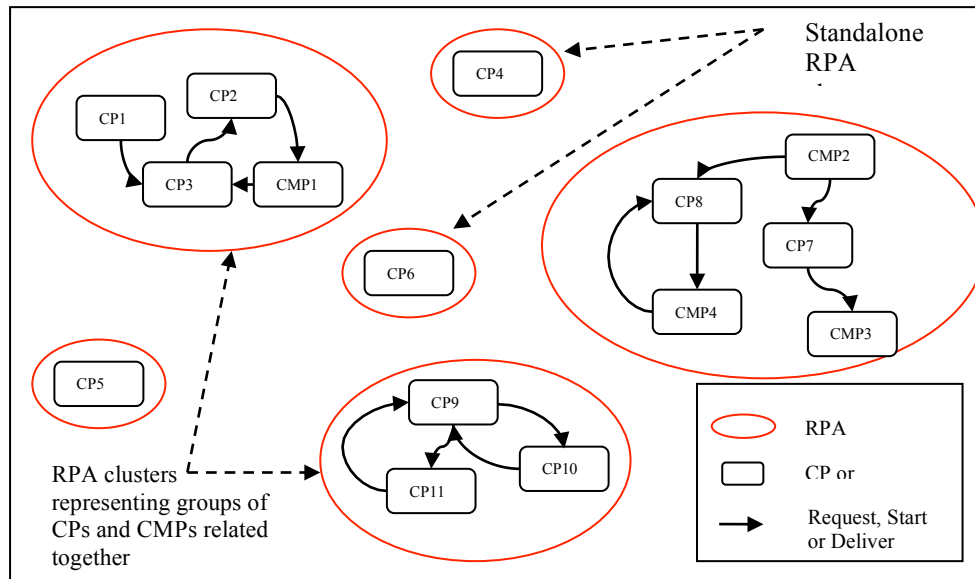 Standalone
RPA
CP4
CP2
CP1
CP3
CMP1
CMP2
CP8
CP7
CP6
CMP4
CMP3
CP5
CP9
CP10
CP11
RPA clusters
representing groups of
CPs and CMPs related
together
RPA
CP or
Request, Start
or Deliver